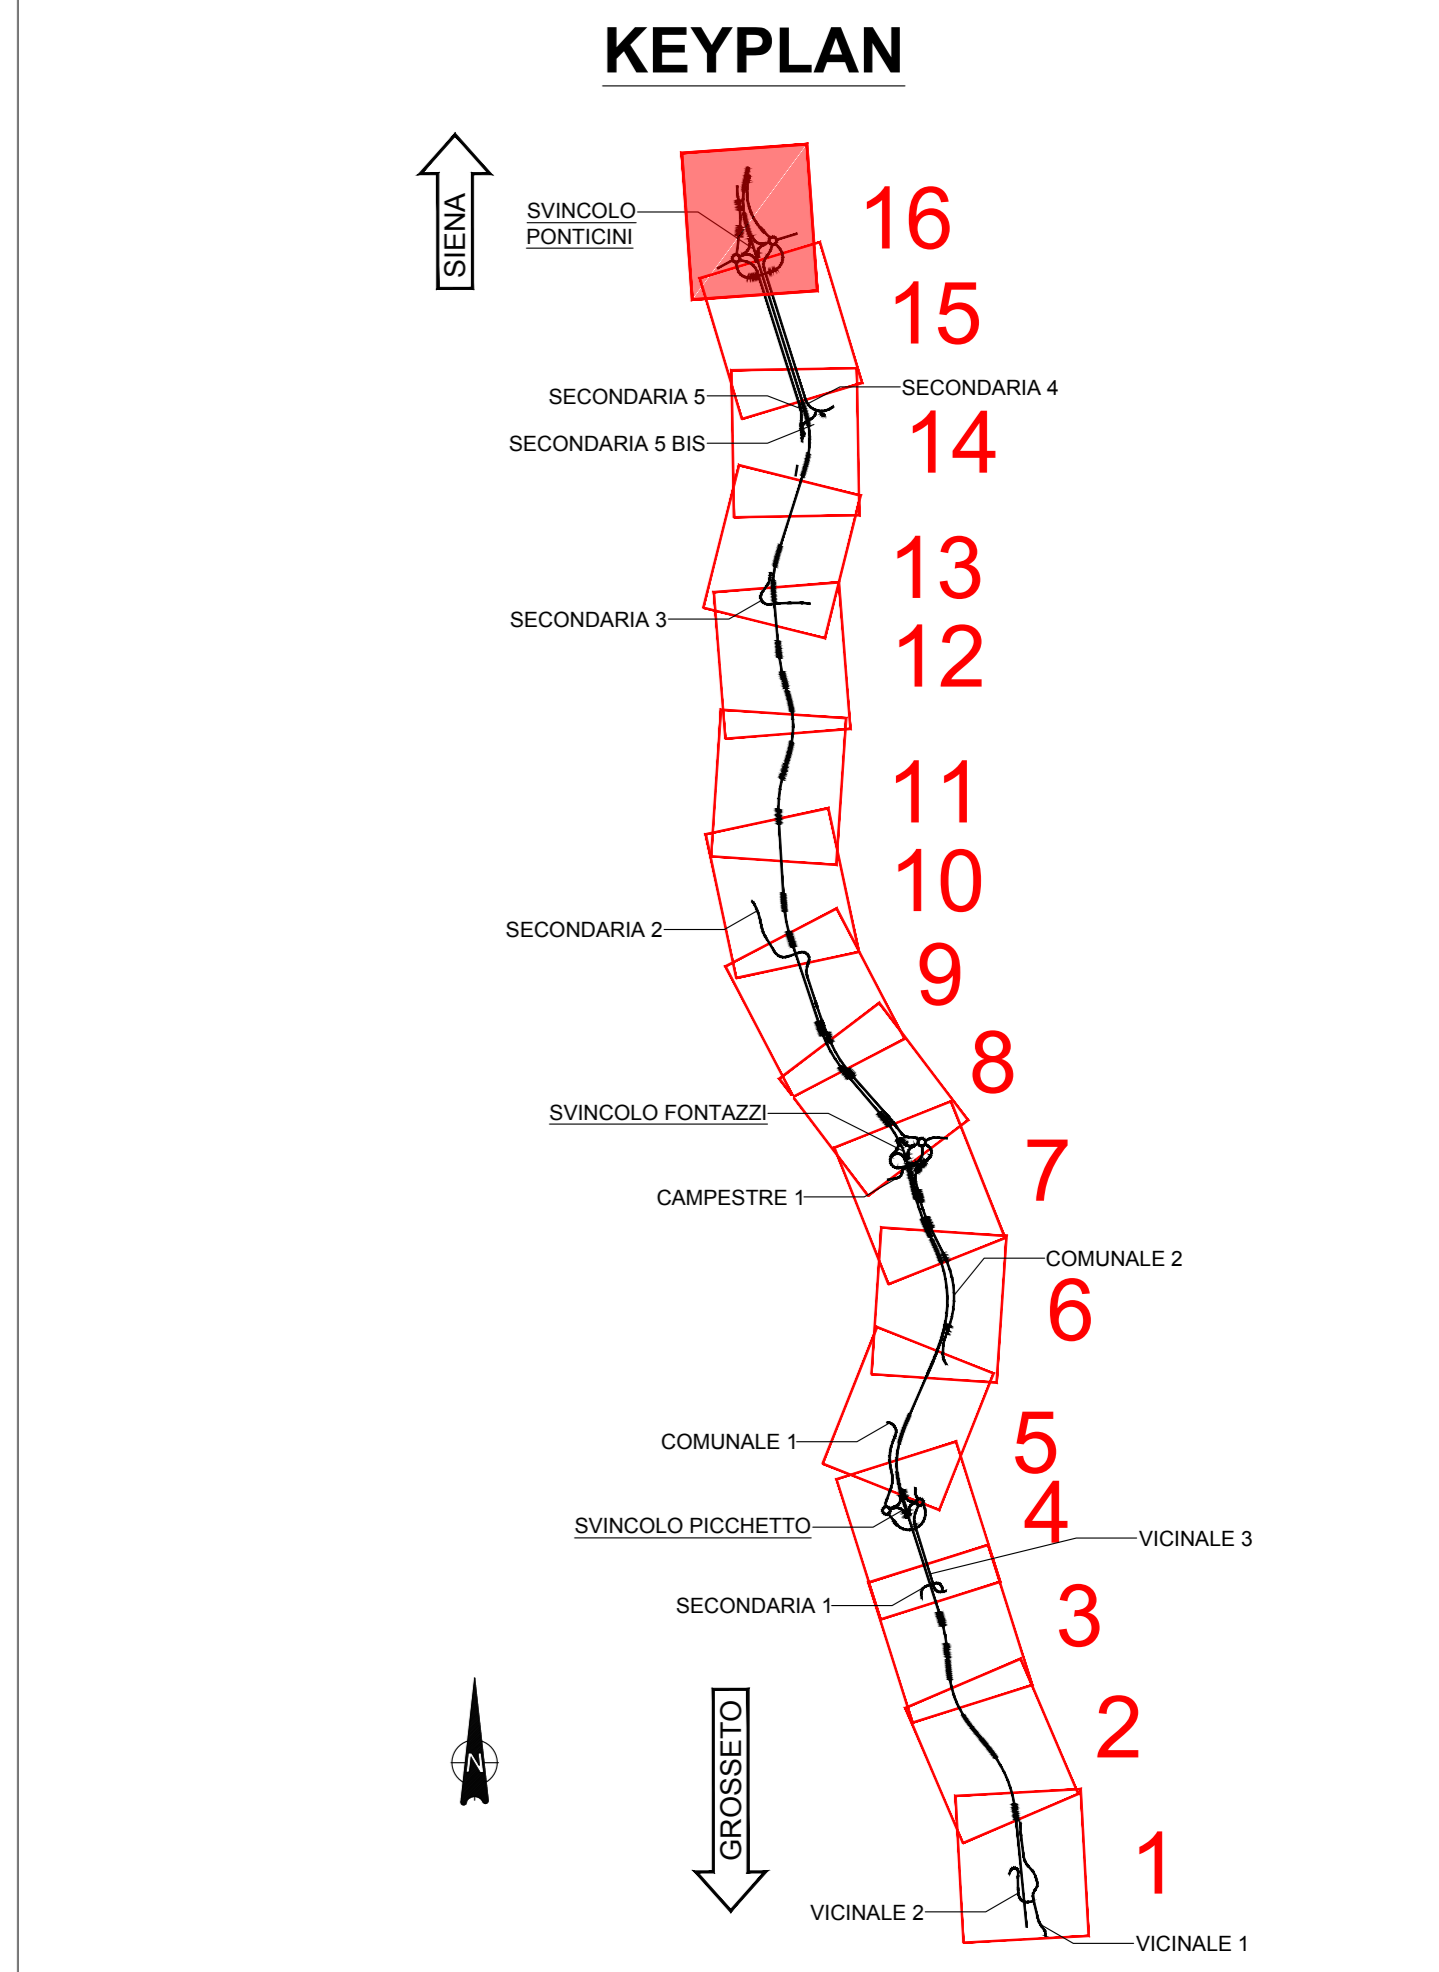 KEYPLAN
SIENA
SVINCOLO
PONTICINI
16
15
SECONDARIA 5
SECONDARIA 4
SECONDARIA 5 BIS
14
13
SECONDARIA 3
12
11
10
SECONDARIA 2
9
8
SVINCOLO FONTAZZI
7
CAMPESTRE 1
COMUNALE 2
6
COMUNALE 1
5
4
SVINCOLO PICCHETTO
VICINALE 3
SECONDARIA 1
3
2
N
GROSSETO
1
VICINALE 2
VICINALE 1